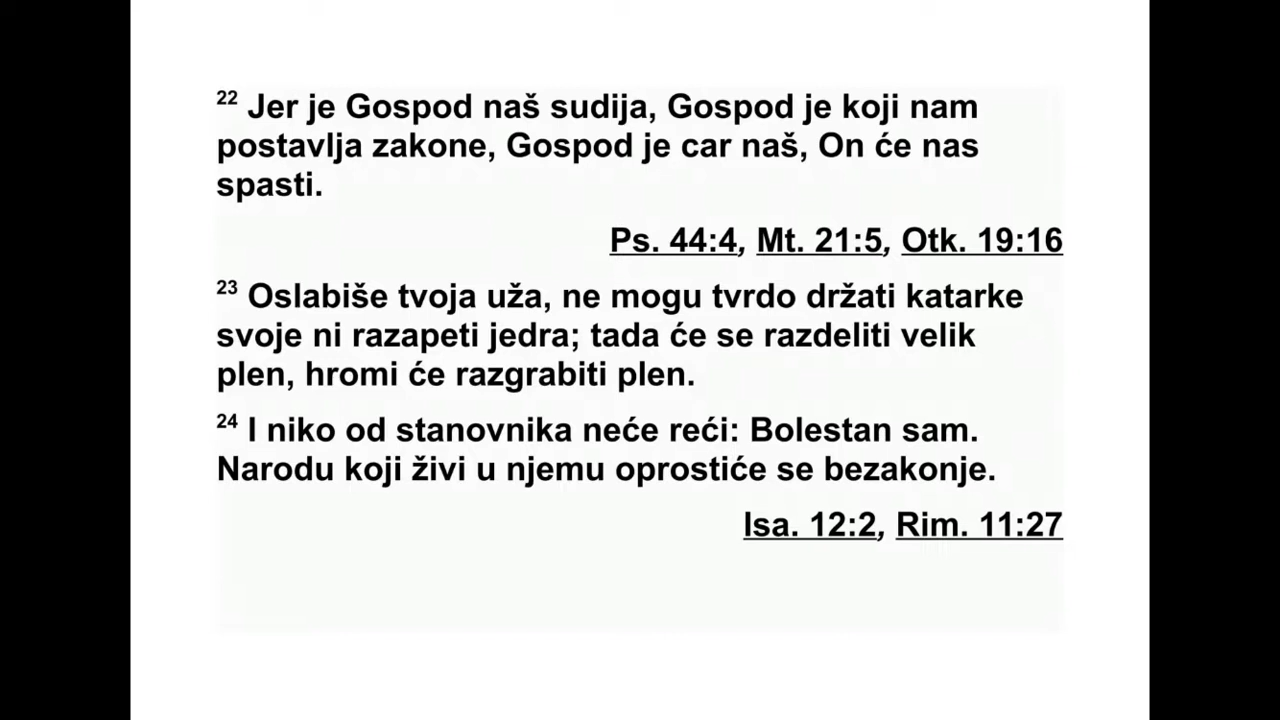 22 Jer je Gospod naš sudija, Gospod je koji nam
postavlja zakone, Gospod je car naš, On će nas
spasti.
Ps. 44:4, Mt. 21:5, Otk. 19:16
23 Oslabiše tvoja uža, ne mogu tvrdo držati katarke
svoje ni razapeti jedra; tada će se razdeliti velik
plen, hromi će razgrabiti plen.
24 I niko od stanovnika neće reći: Bolestan sam.
Narodu koji živi u njemu oprostiće se bezakonje.
Isa. 12:2, Rim. 11:27